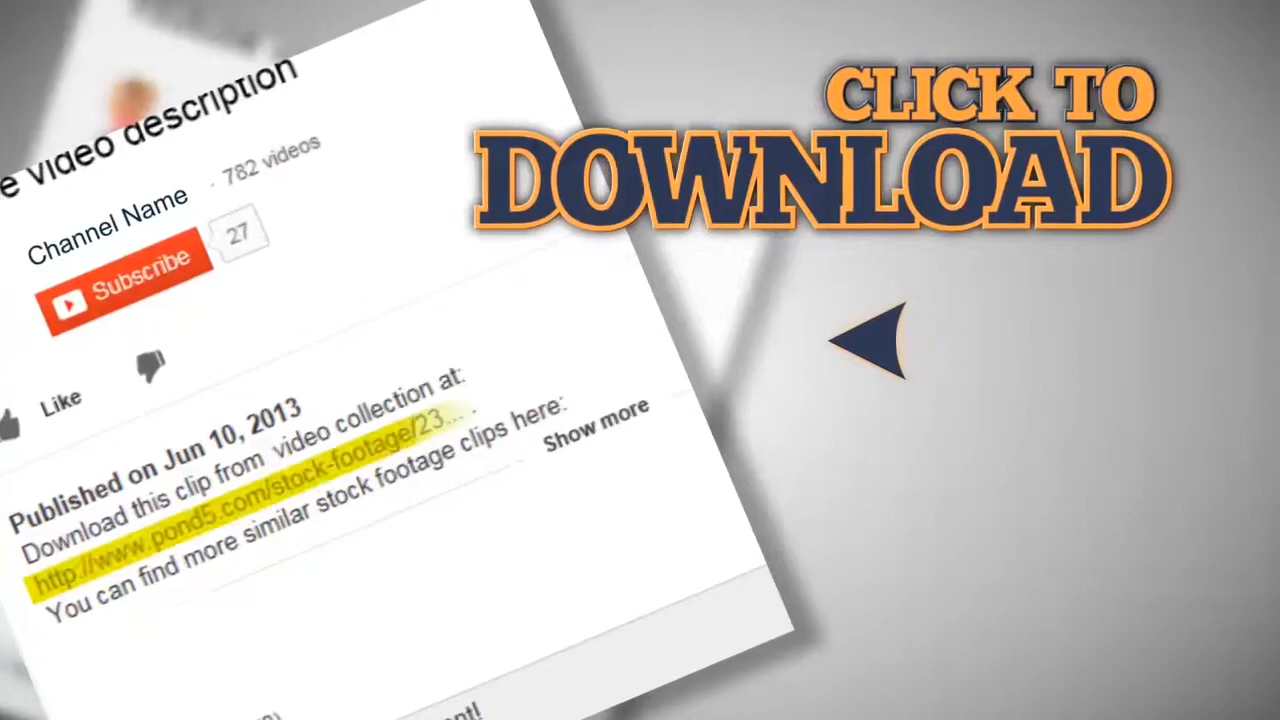 CLICK TO
DOWNLOAD
e video description
Channel Name · 782 videos
Subscribe 27
Like
Published on Jun 10, 2013
Download this clip from video collection at:
http://www.pond5.com/stock-footage/23... .
You can find more similar stock footage clips here:
Show more